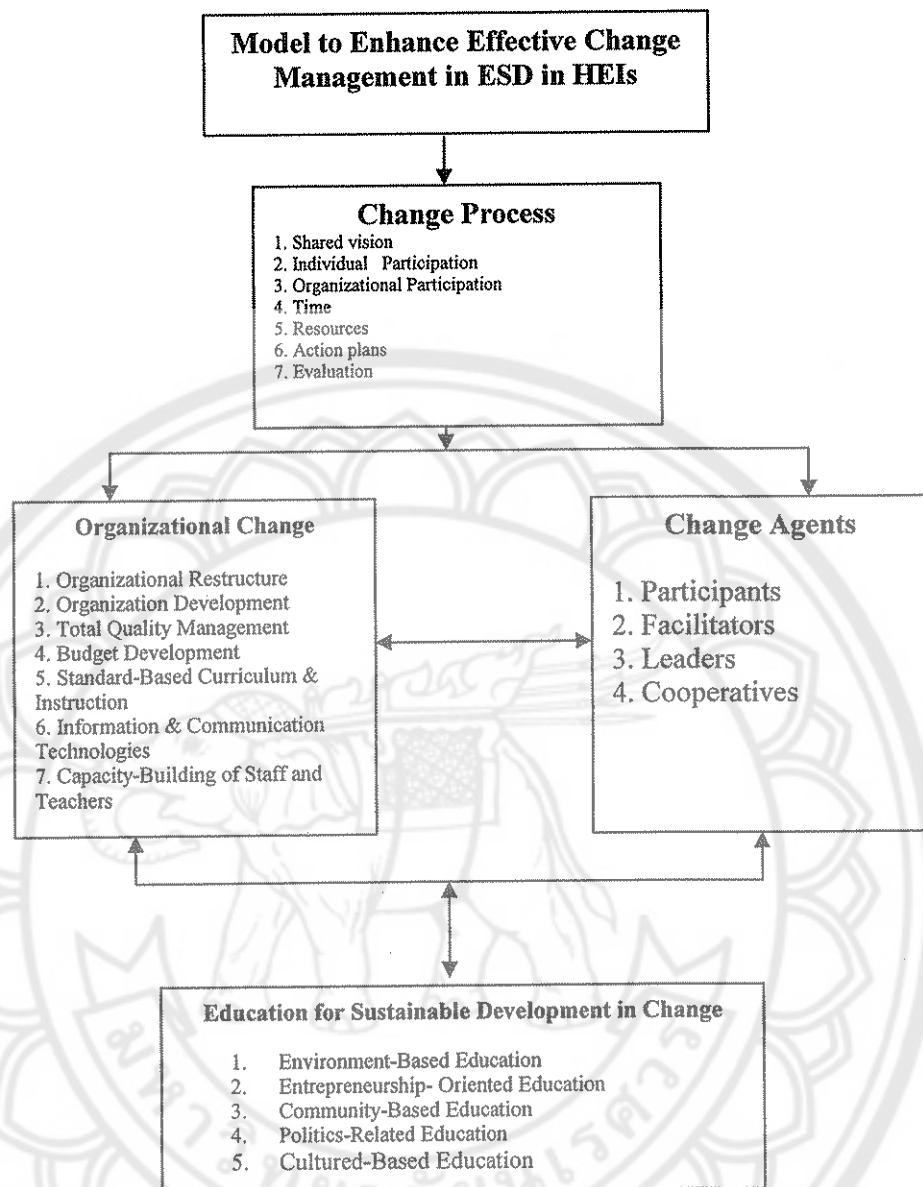 Model to Enhance Effective Change
Management in ESD in HEIs
Change Process
1. Shared vision
2. Individual Participation
3. Organizational Participation
4. Time
5. Resources
6. Action plans
7. Evaluation
Organizational Change
1. Organizational Restructure
2. Organization Development
3. Total Quality Management
4. Budget Development
5. Standard-Based Curriculum &
Instruction
6. Information & Communication
Technologies
7. Capacity-Building of Staff and
Teachers
Change Agents
1. Participants
2. Facilitators
3. Leaders
4. Cooperatives
Education for Sustainable Development in Change
1. Environment-Based Education
2. Entrepreneurship- Oriented Education
3. Community-Based Education
4. Politics-Related Education
5. Cultured-Based Education